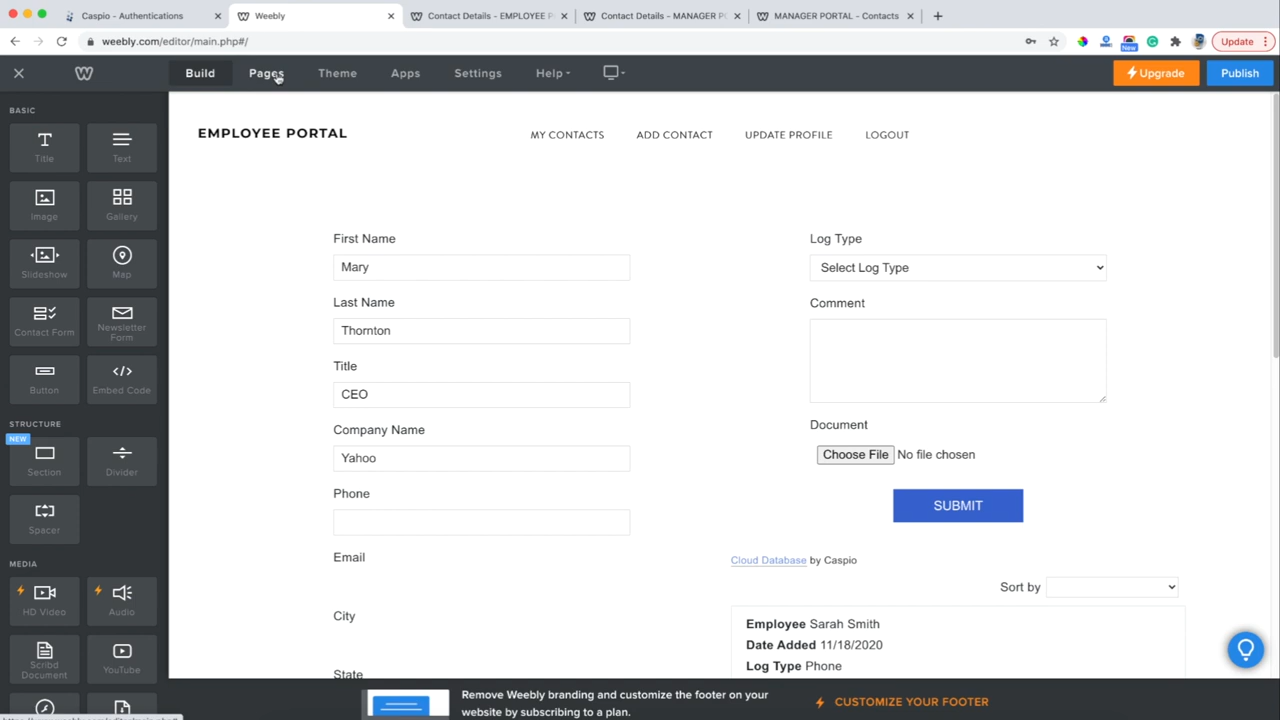 Caspio - Authentications
Weebly
Contact Details - EMPLOYEE P
Contact Details - MANAGER PO
MANAGER PORTAL - Contacts
weebly.com/editor/main.php#/
New
Update
Build
Pages
Theme
Apps
Settings
Help
Upgrade
Publish
BASIC
Title
Text
Image
Gallery
Slideshow
Map
Contact Form
Newsletter
Form
Button
Embed Code
STRUCTURE
NEW
Section
Divider
Spacer
MEDIA
HD Video
Audio
Scribd
Document
YouTube
EMPLOYEE PORTAL
MY CONTACTS
ADD CONTACT
UPDATE PROFILE
LOGOUT
First Name
Mary
Last Name
Thornton
Title
CEO
Company Name
Yahoo
Phone
Email
City
State
Log Type
Select Log Type
Comment
Document
Choose File No file chosen
SUBMIT
Cloud Database by Caspio
Sort by
Employee Sarah Smith
Date Added 11/18/2020
Log Type Phone
Remove Weebly branding and customize the footer on your
website by subscribing to a plan.
CUSTOMIZE YOUR FOOTER